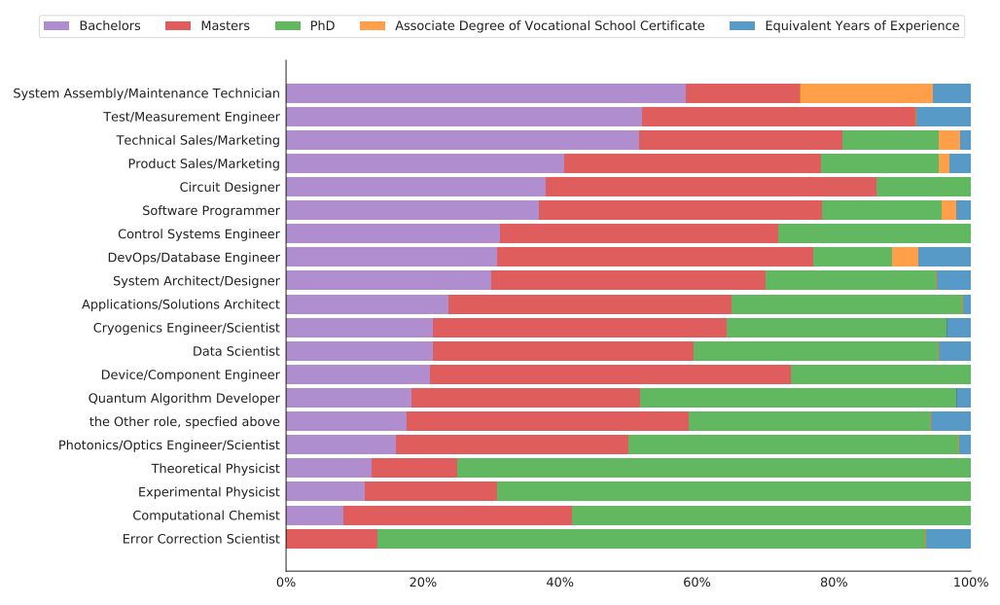 Bachelors Masters PhD Associate Degree of Vocational School Certificate Equivalent Years of Experience
System Assembly/Maintenance Technician
Test/Measurement Engineer
Technical Sales/Marketing
Product Sales/Marketing
Circuit Designer
Software Programmer
Control Systems Engineer
DevOps/Database Engineer
System Architect/Designer
Applications/Solutions Architect
Cryogenics Engineer/Scientist
Data Scientist
Device/Component Engineer
Quantum Algorithm Developer
the Other role, specfied above
Photonics/Optics Engineer/Scientist
Theoretical Physicist
Experimental Physicist
Computational Chemist
Error Correction Scientist
0% 20% 40% 60% 80% 100%